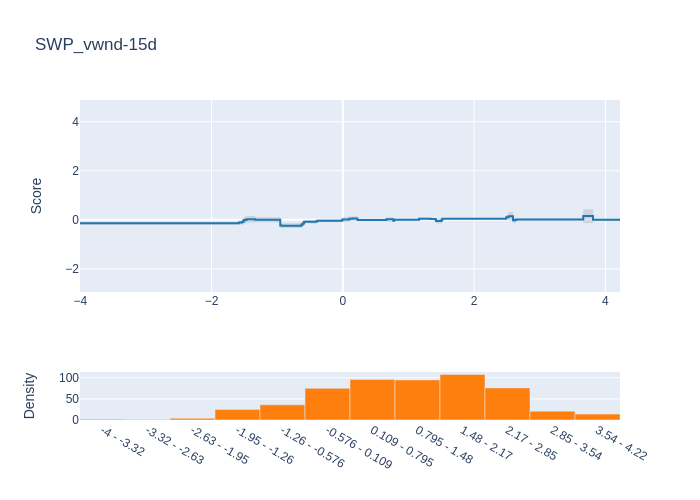 SWP_vwnd-15d
Score
4
2
0
−2
−4
−2
0
2
4
Density
100
50
0
-4 - -3.32
-3.32 - -2.63
-2.63 - -1.95
-1.95 - -1.26
-1.26 - -0.576
-0.576 - 0.109
0.109 - 0.795
0.795 - 1.48
1.48 - 2.17
2.17 - 2.85
2.85 - 3.54
3.54 - 4.22